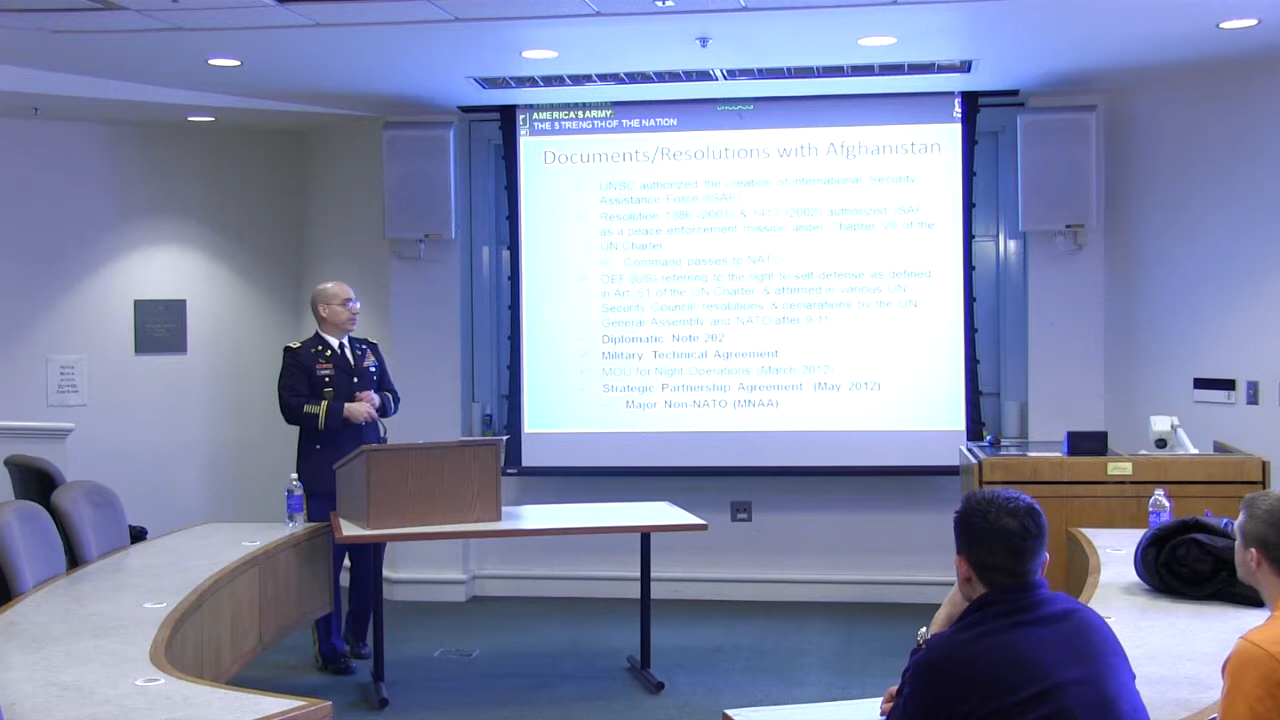 UNCLASS
AMERICA'S ARMY:
THE STRENGTH OF THE NATION
Documents/Resolutions with Afghanistan
UNSC authorized the creation of International Security
Assistance Force (ISAF)
Resolution 1386 (2001) & 1413 (2002) authorized ISAF
as a peace enforcement mission under Chapter VII of the
UN Charter
Command passes to NATO
OEF (US) referring to the right to self-defense as defined
in Art. 51 of the UN Charter & affirmed in various UN
Security Council resolutions & declarations by the UN
General Assembly and NATO after 9-11
Diplomatic Note 202
Military Technical Agreement
MOU for Night Operations (March 2012)
Strategic Partnership Agreement (May 2012)
Major Non-NATO (MNAA)